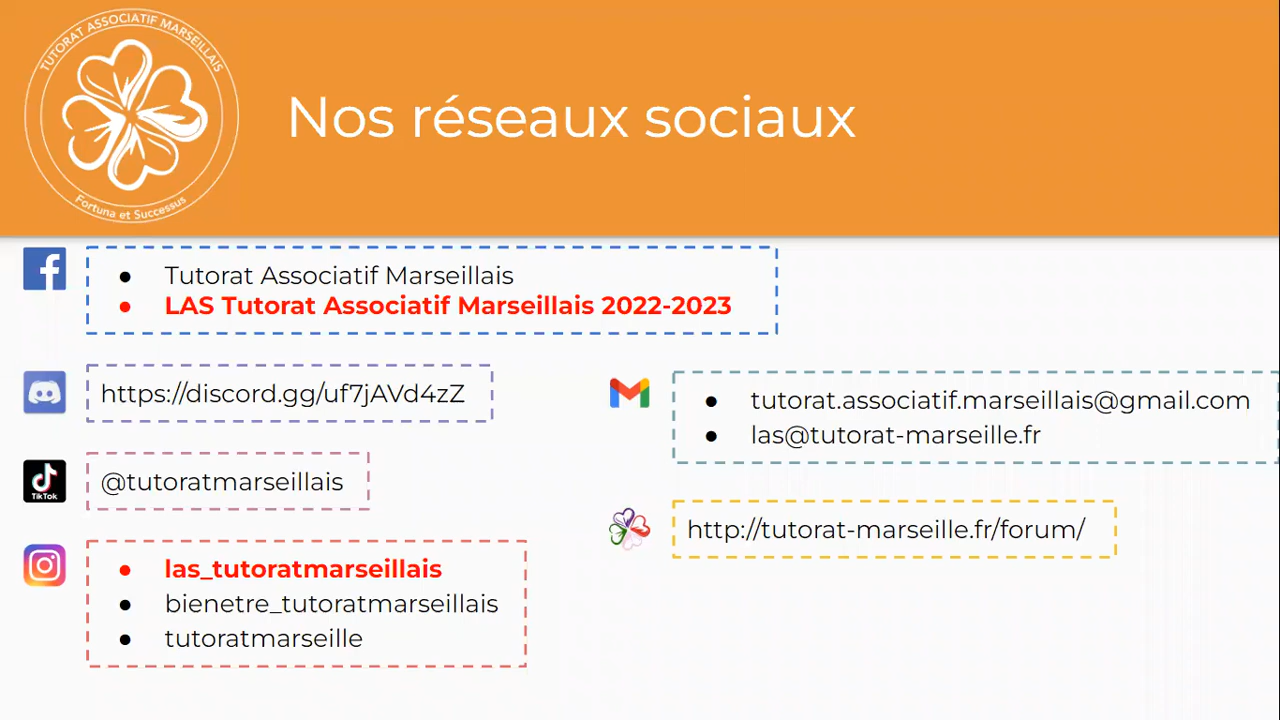 TUTORAT ASSOCIATIF MARSEILLAIS
Fortuna et Successus
Nos réseaux sociaux
● Tutorat Associatif Marseillais
● LAS Tutorat Associatif Marseillais 2022-2023
https://discord.gg/uf7jAVd4zZ
TikTok
@tutoratmarseillais
● las_tutoratmarseillais
● bienetre_tutoratmarseillais
● tutoratmarseille
● tutorat.associatif.marseillais@gmail.com
● las@tutorat-marseille.fr
http://tutorat-marseille.fr/forum/